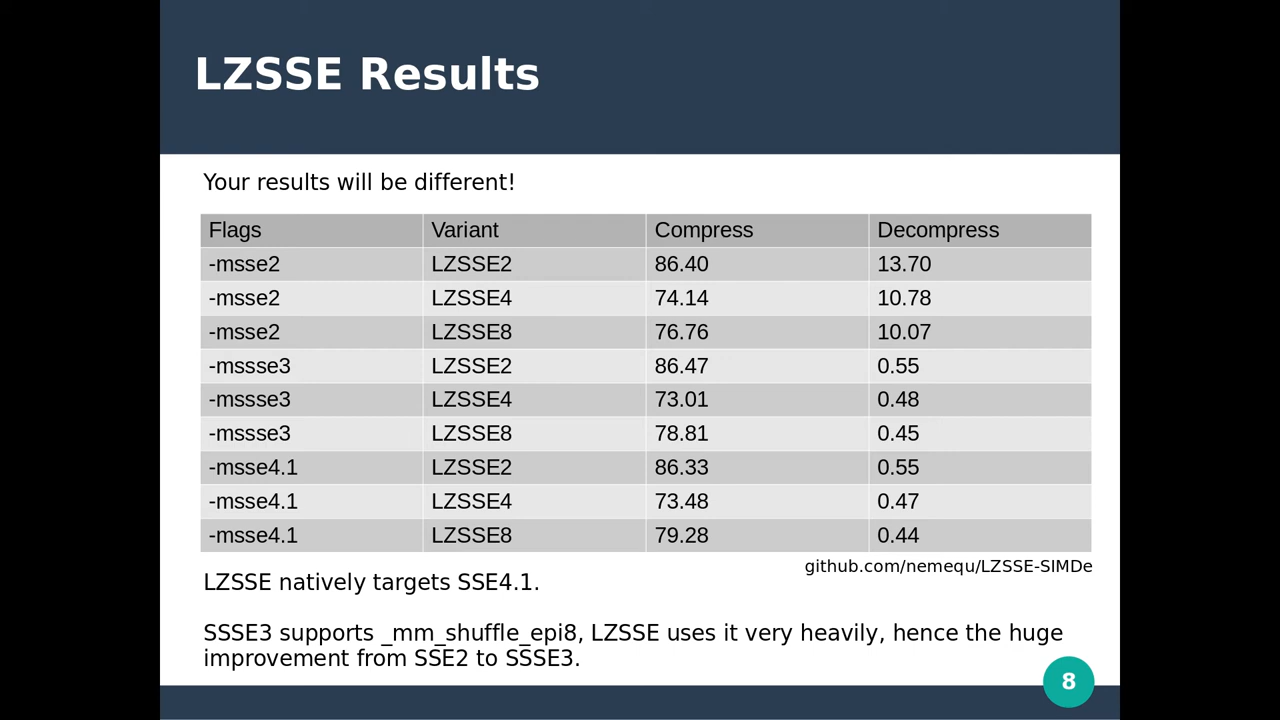 LZSSE Results
Your results will be different!
Flags Variant Compress Decompress
-msse2 LZSSE2 86.40 13.70
-msse2 LZSSE4 74.14 10.78
-msse2 LZSSE8 76.76 10.07
-mssse3 LZSSE2 86.47 0.55
-mssse3 LZSSE4 73.01 0.48
-mssse3 LZSSE8 78.81 0.45
-msse4.1 LZSSE2 86.33 0.55
-msse4.1 LZSSE4 73.48 0.47
-msse4.1 LZSSE8 79.28 0.44
github.com/nemequ/LZSSE-SIMDe
LZSSE natively targets SSE4.1.
SSSE3 supports _mm_shuffle_epi8, LZSSE uses it very heavily, hence the huge
improvement from SSE2 to SSSE3.
8